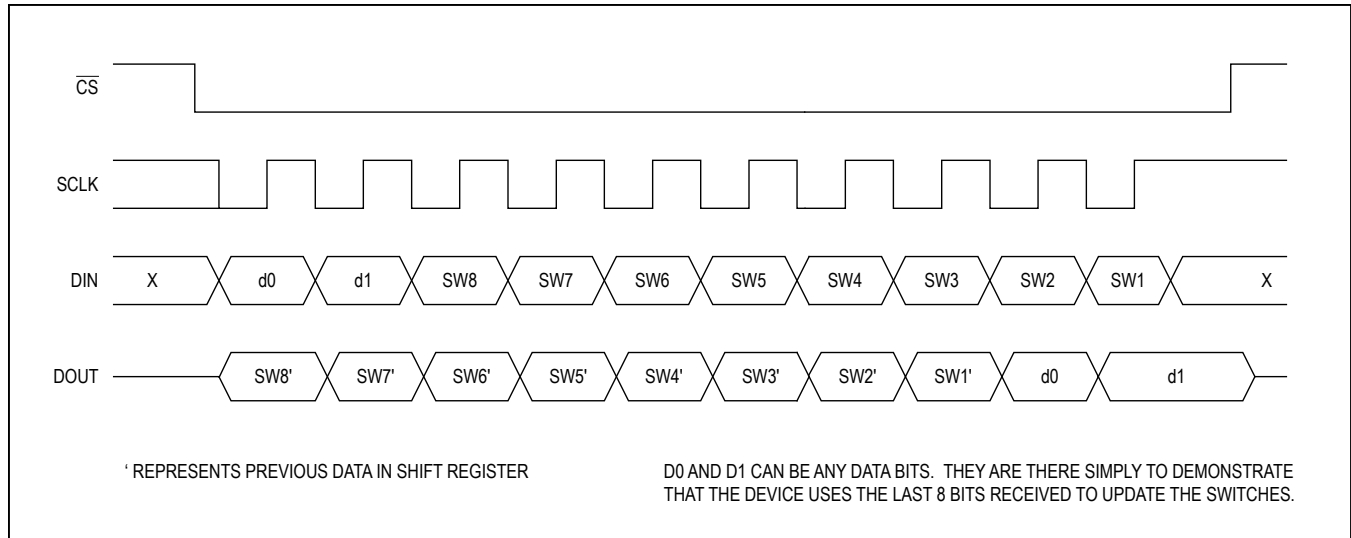 CS
SCLK
DIN X d0 d1 SW8 SW7 SW6 SW5 SW4 SW3 SW2 SW1 X
DOUT SW8' SW7' SW6' SW5' SW4' SW3' SW2' SW1' d0 d1
' REPRESENTS PREVIOUS DATA IN SHIFT REGISTER
D0 AND D1 CAN BE ANY DATA BITS. THEY ARE THERE SIMPLY TO DEMONSTRATE
THAT THE DEVICE USES THE LAST 8 BITS RECEIVED TO UPDATE THE SWITCHES.